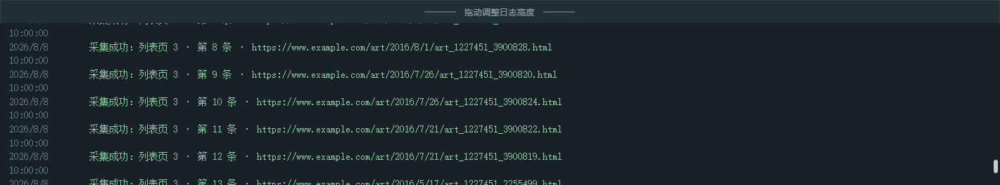 拖动调整日志高度
10:00:00
2026/8/8 采集成功: 列表页 3 · 第 8 条 · https://www.example.com/art/2016/8/1/art_1227451_3900828.html
10:00:00
2026/8/8 采集成功: 列表页 3 · 第 9 条 · https://www.example.com/art/2016/7/26/art_1227451_3900820.html
10:00:00
2026/8/8 采集成功: 列表页 3 · 第 10 条 · https://www.example.com/art/2016/7/26/art_1227451_3900824.html
10:00:00
2026/8/8 采集成功: 列表页 3 · 第 11 条 · https://www.example.com/art/2016/7/21/art_1227451_3900822.html
10:00:00
2026/8/8 采集成功: 列表页 3 · 第 12 条 · https://www.example.com/art/2016/7/21/art_1227451_3900819.html
10:00:00
2026/8/8 采集成功: 列表页 3 · 第 13 条 · https://www.example.com/art/2016/5/17/art_1227451_2255499.html